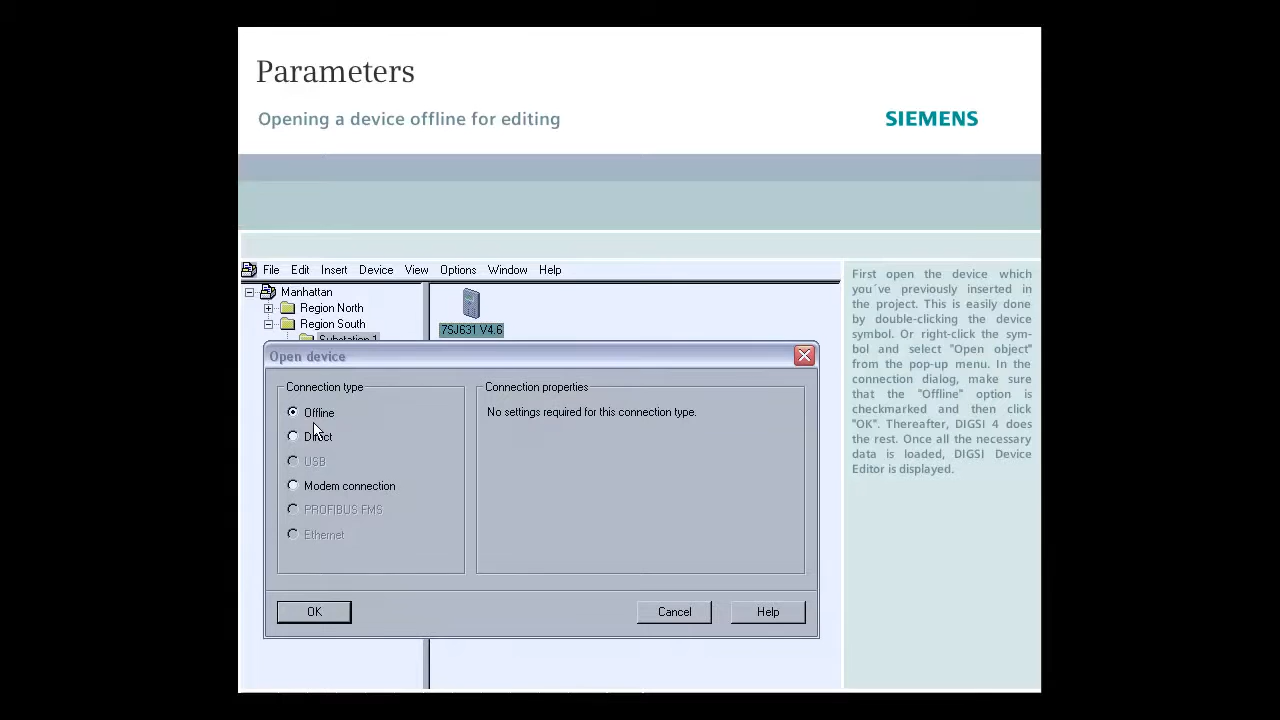 Parameters
Opening a device offline for editing
SIEMENS
File Edit Insert Device View Options Window Help
Manhattan
Region North
Region South
Substation 1
7SJ631 V4.6
Open device
Connection type
Offline
Direct
USB
Modem connection
PROFIBUS FMS
Ethernet
Connection properties
No settings required for this connection type.
OK
Cancel
Help
First open the device which
you´ve previously inserted in
the project. This is easily done
by double-clicking the device
symbol. Or right-click the sym-
bol and select "Open object"
from the pop-up menu. In the
connection dialog, make sure
that the "Offline" option is
checkmarked and then click
"OK". Thereafter, DIGSI 4 does
the rest. Once all the necessary
data is loaded, DIGSI Device
Editor is displayed.